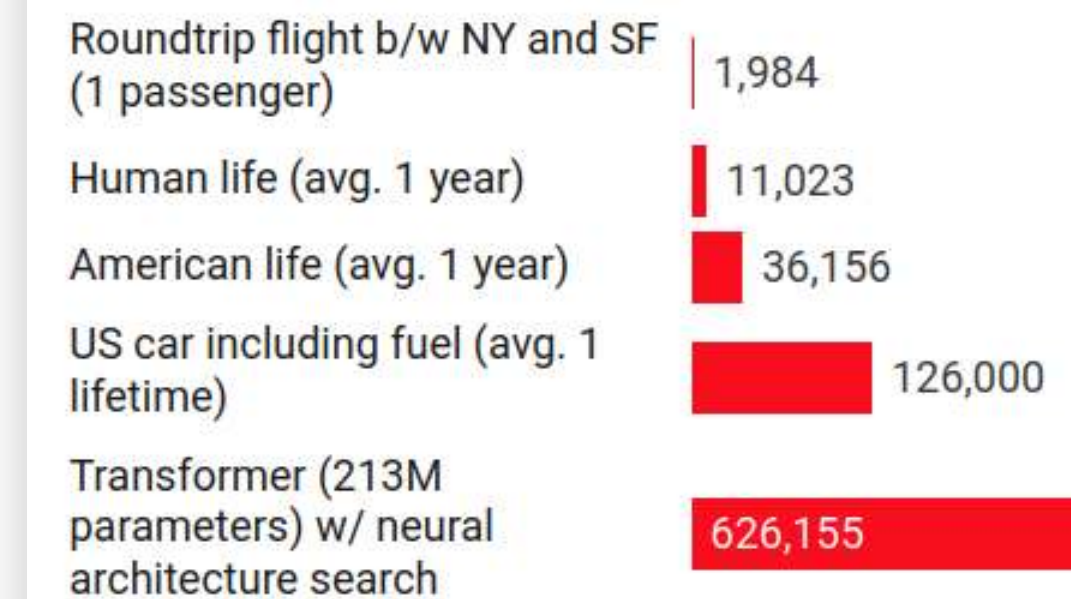 Roundtrip flight b/w NY and SF
(1 passenger)
1,984
Human life (avg. 1 year)
11,023
American life (avg. 1 year)
36,156
US car including fuel (avg. 1
lifetime)
126,000
Transformer (213M
parameters) w/ neural
architecture search
626,155